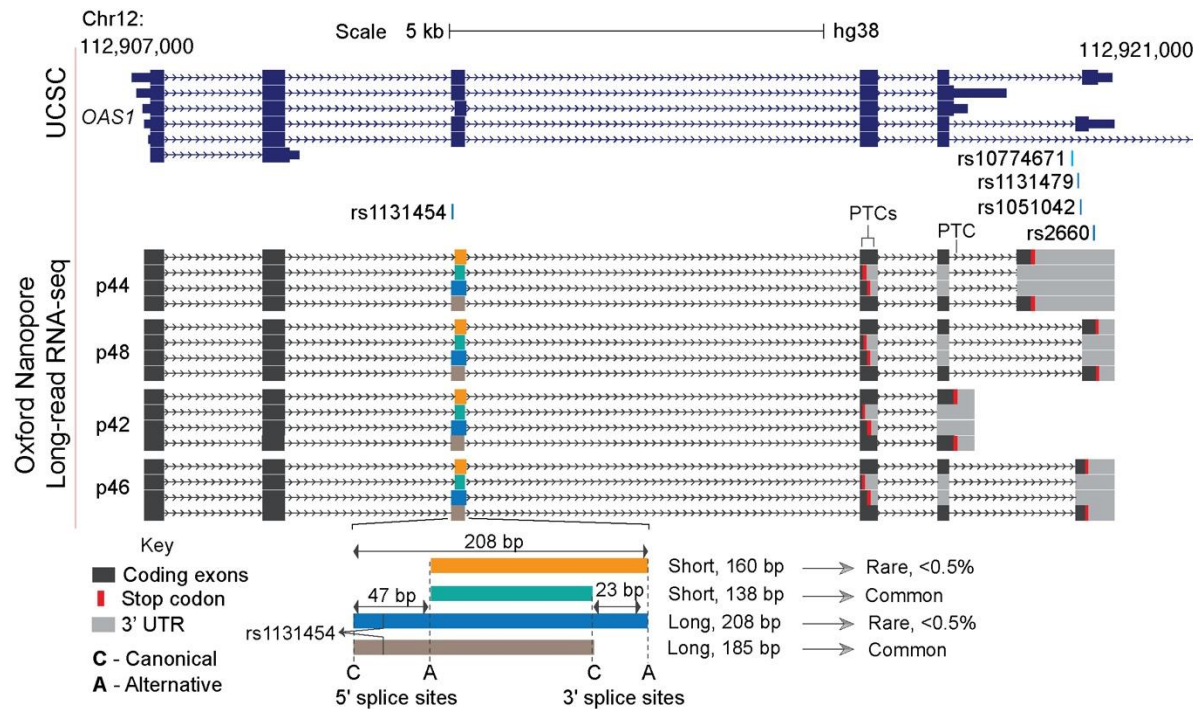 Chr12:
112,907,000
Scale 5 kb hg38
112,921,000
UCSC
OAS1
rs10774671
rs1131479
rs1051042
rs2660
rs1131454
PTCs
PTC
Oxford Nanopore
Long-read RNA-seq
p44
p48
p42
p46
208 bp
Key
Coding exons
Stop codon
3' UTR
C - Canonical
A - Alternative
47 bp
23 bp
rs1131454
Short, 160 bp Rare, <0.5%
Short, 138 bp Common
Long, 208 bp Rare, <0.5%
Long, 185 bp Common
C A C A
5' splice sites 3' splice sites